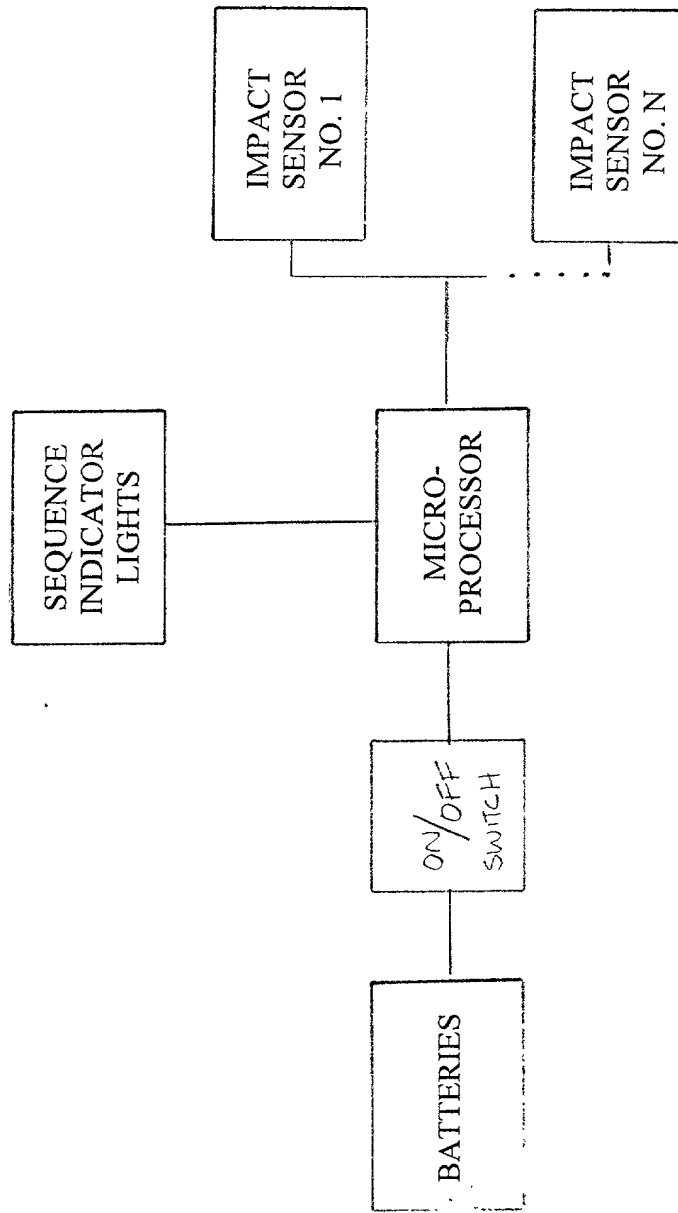 SEQUENCE
INDICATOR
LIGHTS
BATTERIES
ON/OFF
SWITCH
MICRO-
PROCESSOR
IMPACT
SENSOR
NO. 1
IMPACT
SENSOR
NO. N